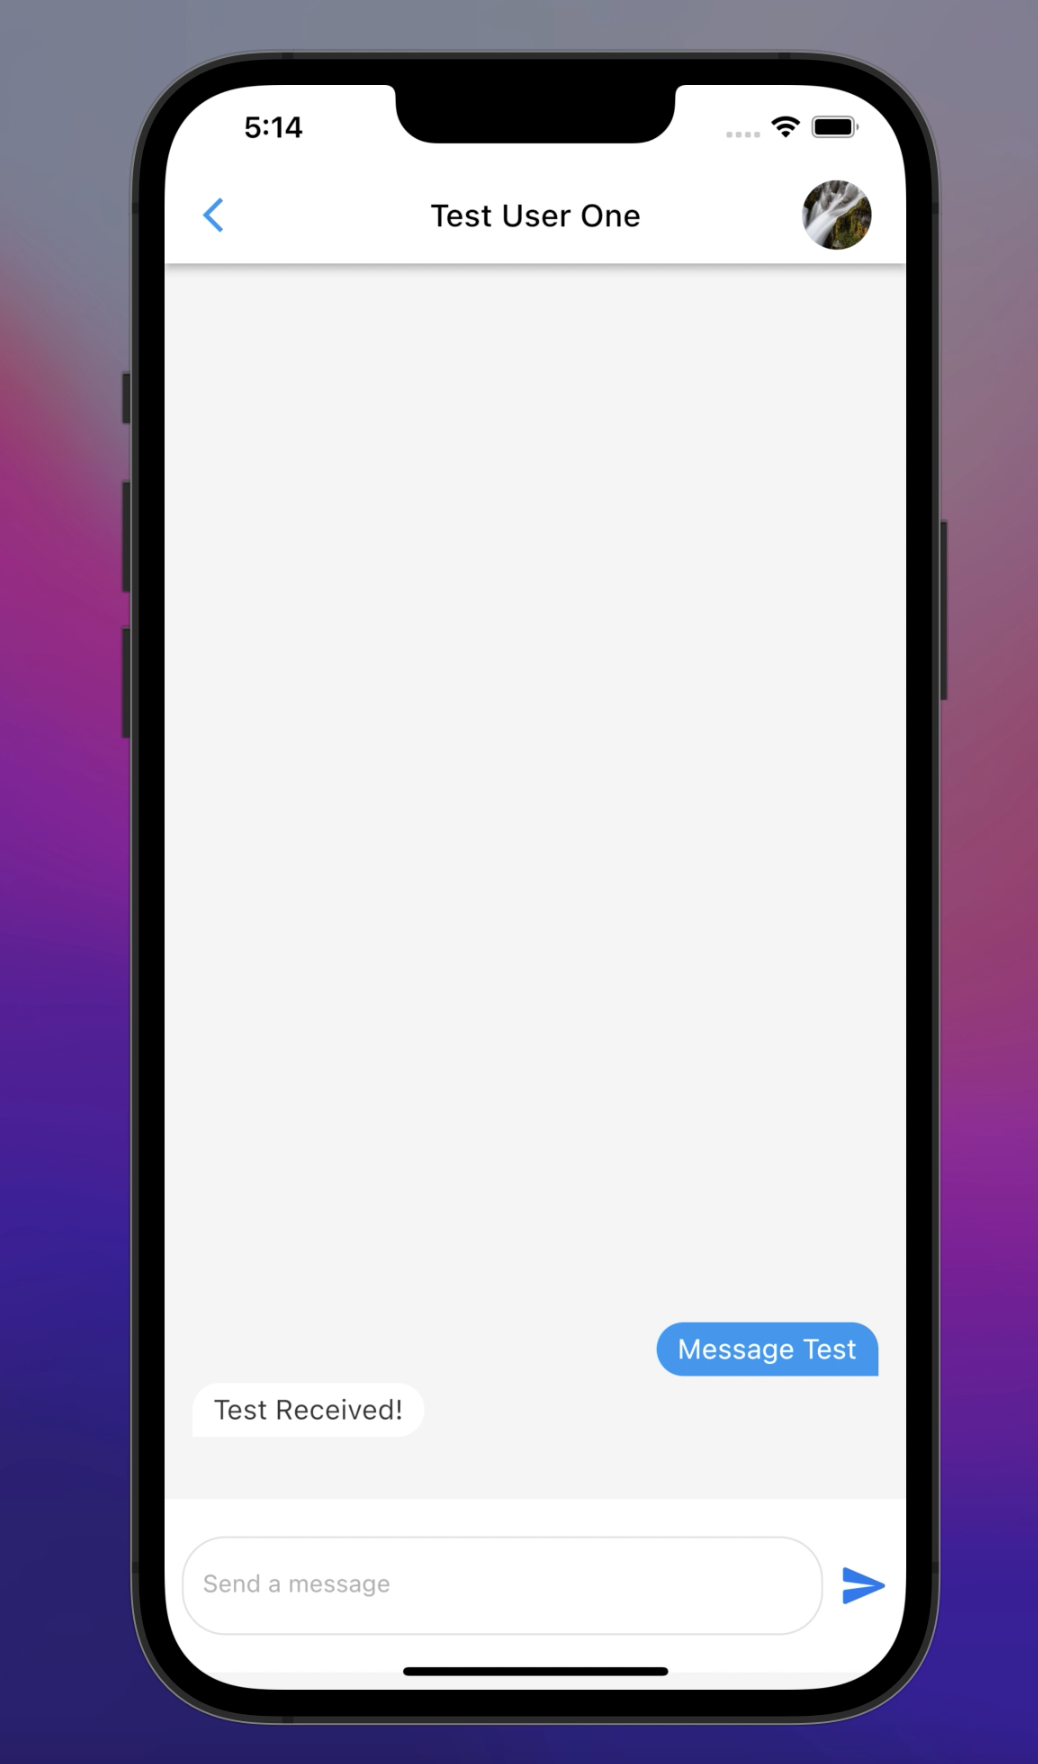 5:14
Test User One
Message Test
Test Received!
Send a message